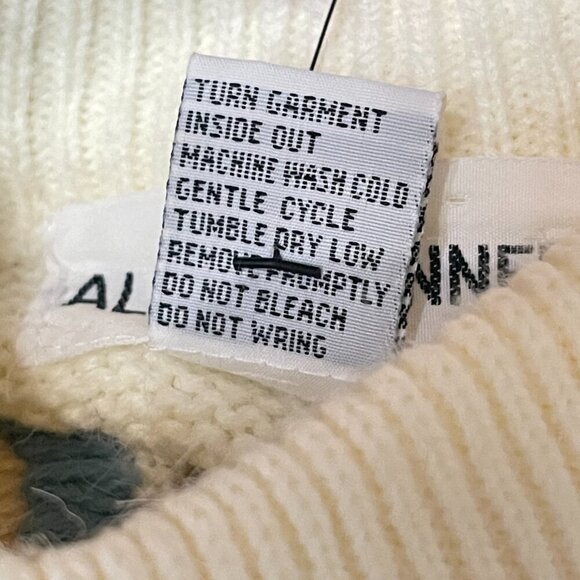 TURN GARMENT
INSIDE OUT
MACHINE WASH COLD
GENTLE CYCLE
TUMBLE DRY LOW
REMOVE PROMPTLY
DO NOT BLEACH
DO NOT WRING